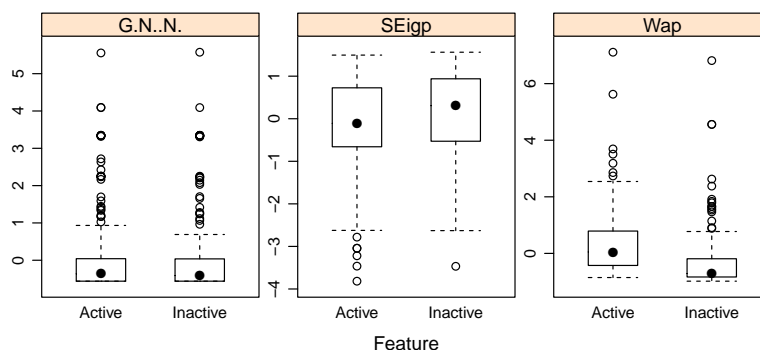 G.N..N.
SEigp
Wap
5
4
3
2
1
0
1
0
−1
−2
−3
−4
6
4
2
0
Active Inactive
Active Inactive
Active Inactive
Feature